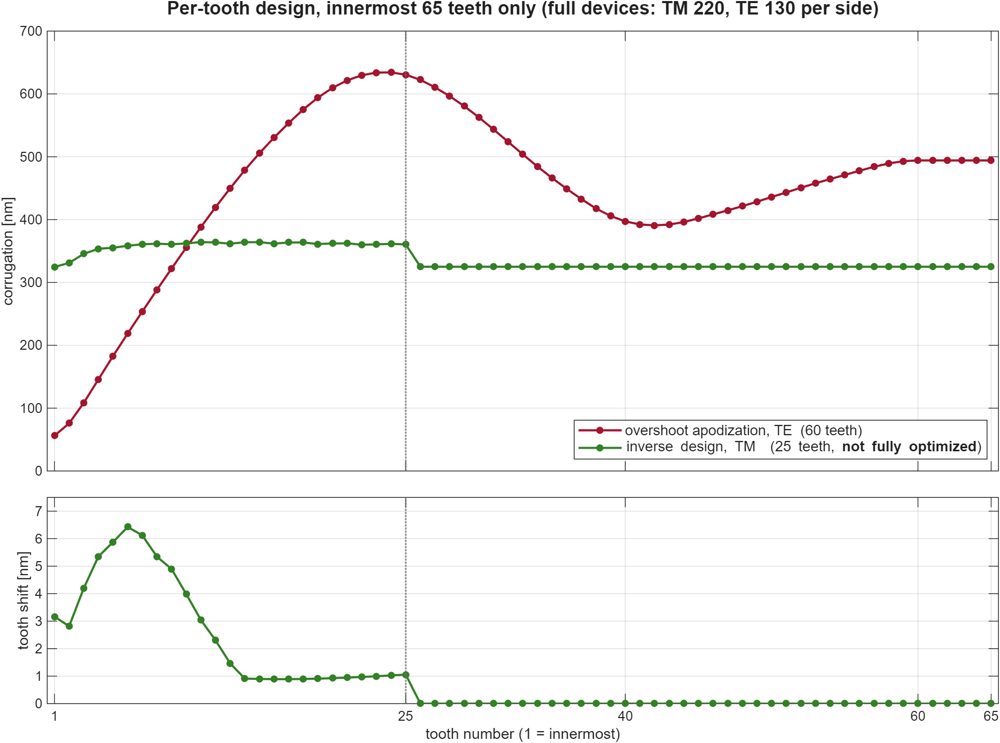 Per-tooth design, innermost 65 teeth only (full devices: TM 220, TE 130 per side)
700
600
500
400
300
200
100
0
corrugation [nm]
overshoot apodization, TE (60 teeth)
inverse design, TM (25 teeth, not fully optimized)
7
6
5
4
3
2
1
0
tooth shift [nm]
1 25 40 60 65
tooth number (1 = innermost)